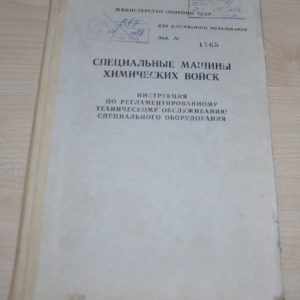 МИНИСТЕРСТВО ОБОРОНЫ СССР
ДЛЯ СЛУЖЕБНОГО ПОЛЬЗОВАНИЯ
Экз. № 1765
СПЕЦИАЛЬНЫЕ МАШИНЫ
ХИМИЧЕСКИХ ВОЙСК
ИНСТРУКЦИЯ
ПО РЕГЛАМЕНТИРОВАННОМУ
ТЕХНИЧЕСКОМУ ОБСЛУЖИВАНИЮ
СПЕЦИАЛЬНОГО ОБОРУДОВАНИЯ